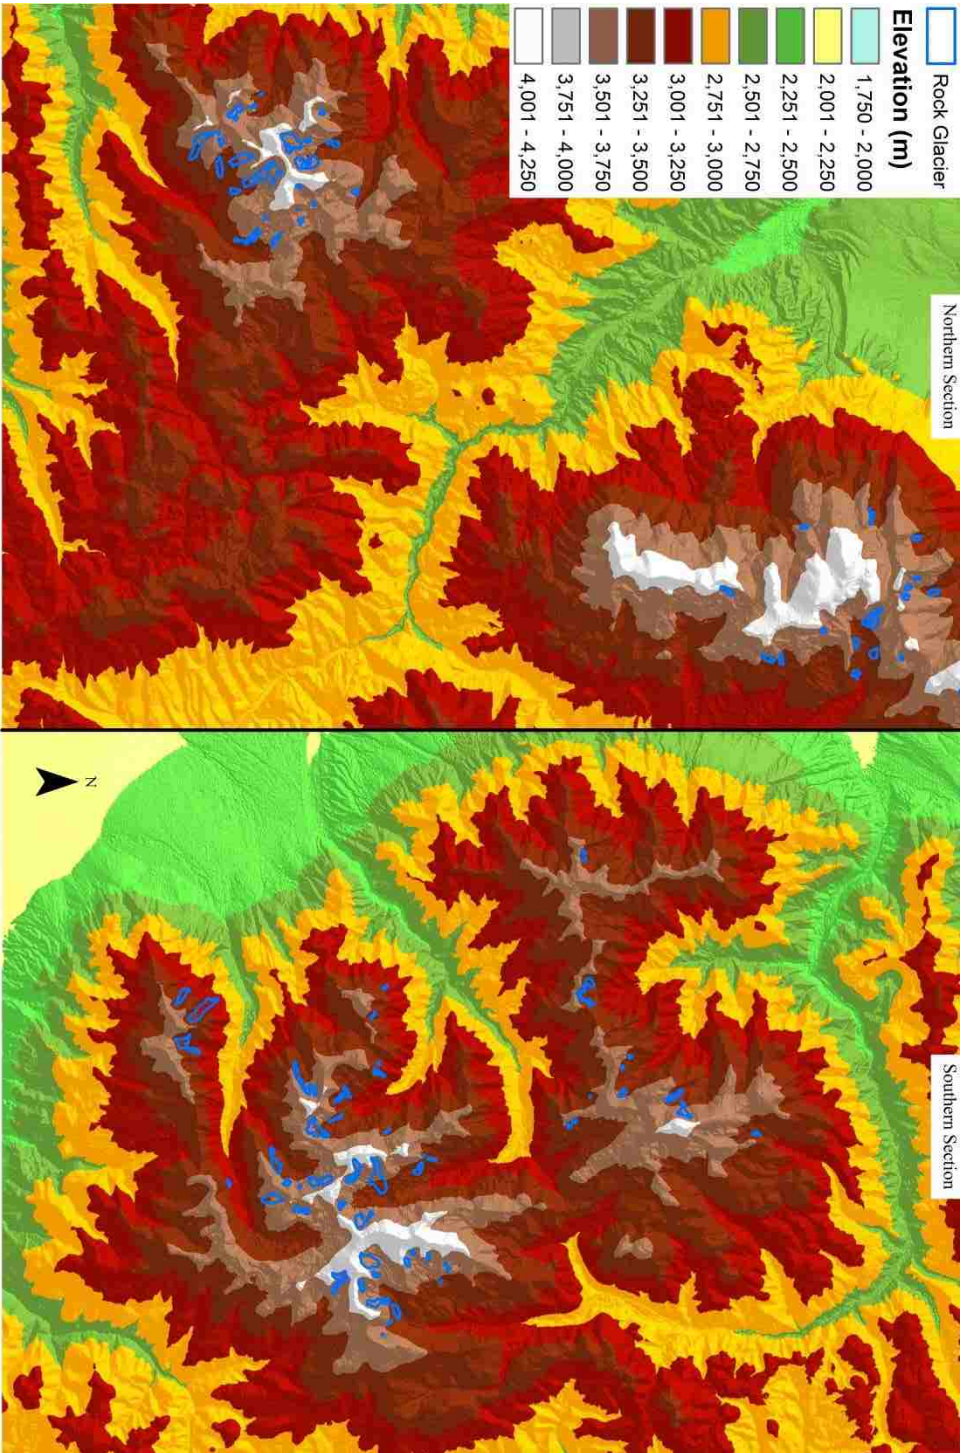 Rock Glacier
Elevation (m)
1,750 - 2,000
2,001 - 2,250
2,251 - 2,500
2,501 - 2,750
2,751 - 3,000
3,001 - 3,250
3,251 - 3,500
3,501 - 3,750
3,751 - 4,000
4,001 - 4,250
Northern Section
Southern Section
N